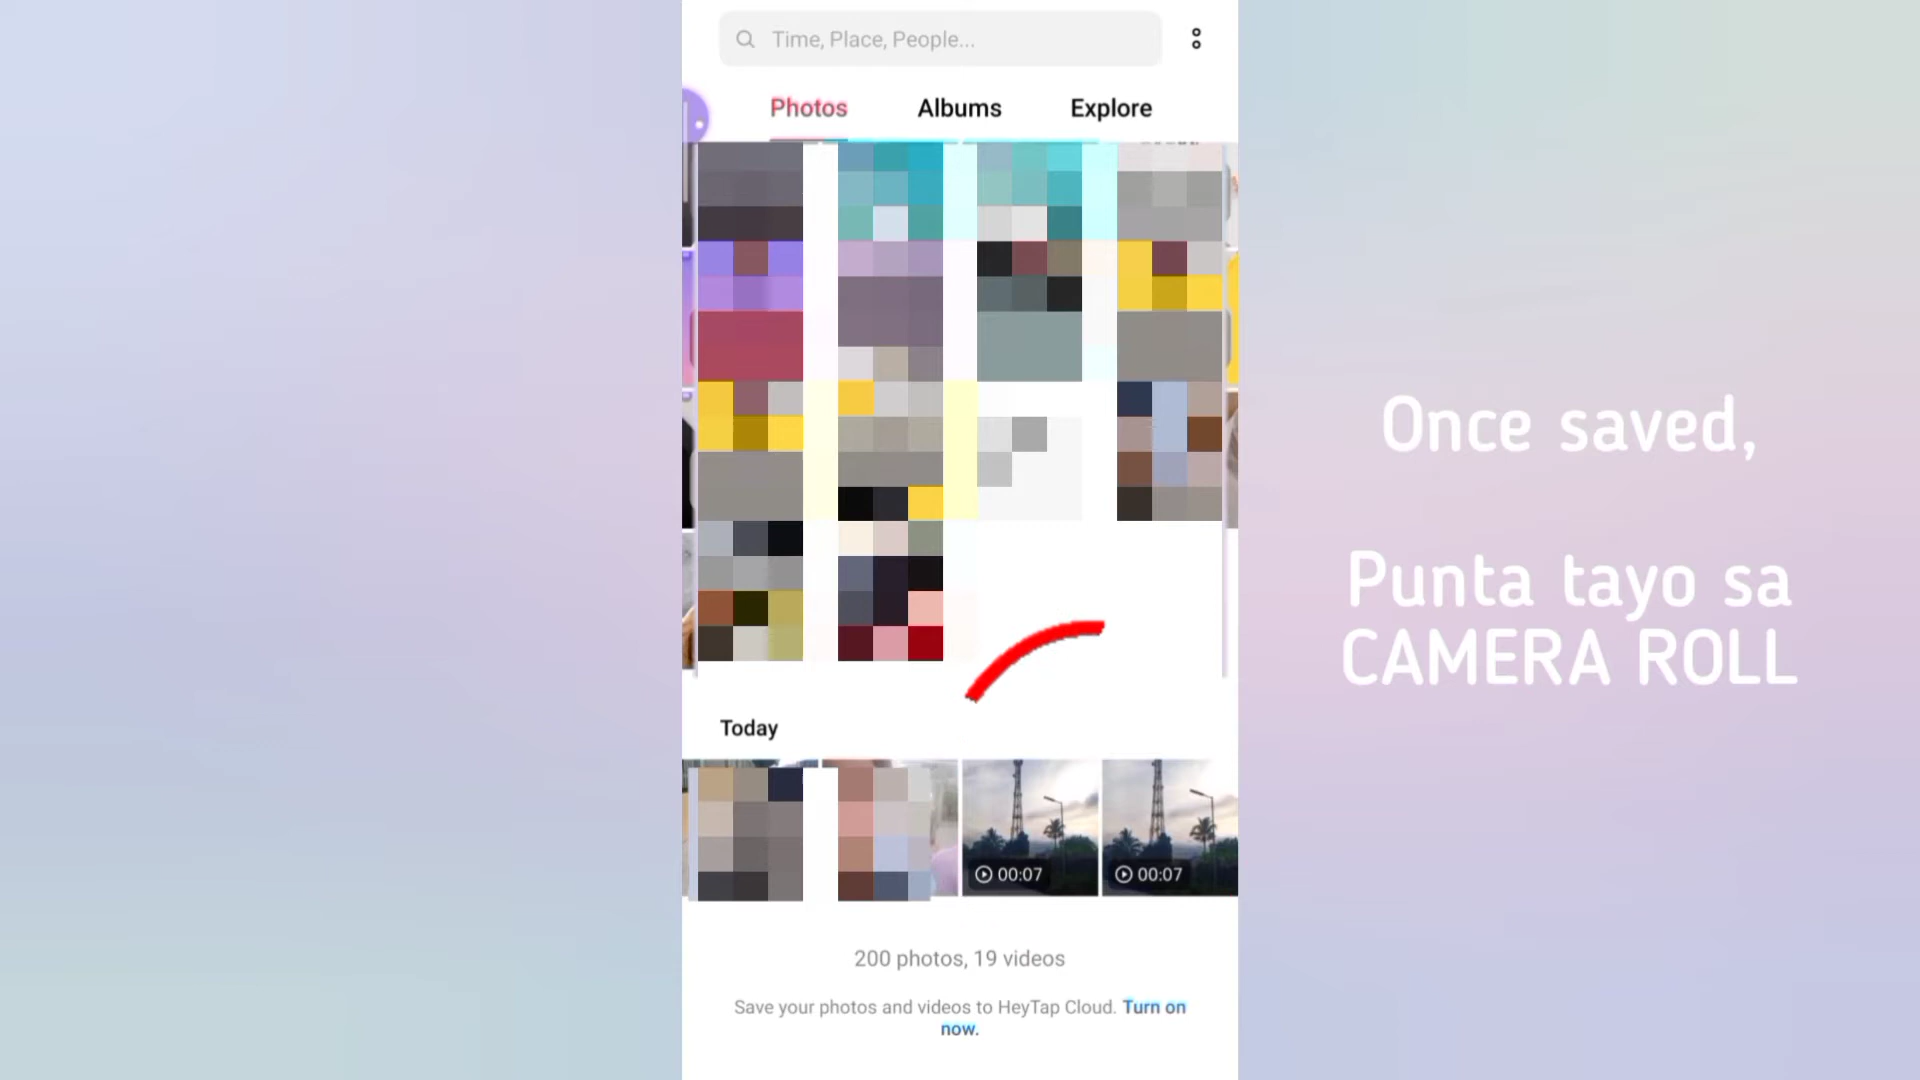 Time, Place, People...
Photos
Albums
Explore
Once saved,
Punta tayo sa
CAMERA ROLL
Today
00:07
00:07
200 photos, 19 videos
Save your photos and videos to HeyTap Cloud. Turn on
now.